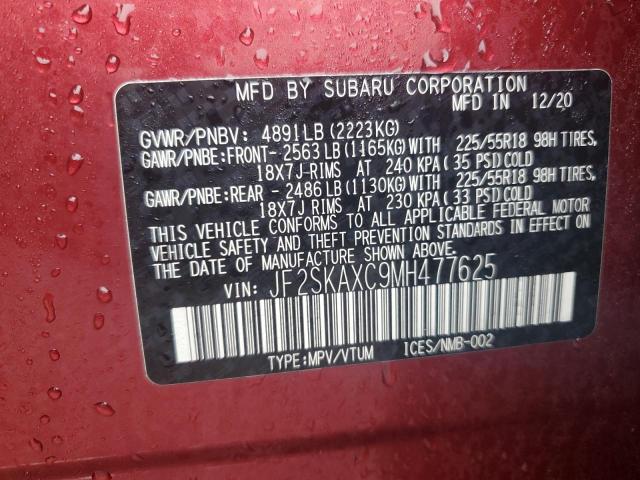 MFD BY SUBARU CORPORATION
MFD IN 12/20
GVWR/PNBV: 4891LB (2223KG)
GAWR/PNBE:FRONT- 2563LB (1165KG)WITH 225/55R18 98H TIRES,
18X7J-RIMS AT 240 KPA (35 PSI)COLD
GAWR/PNBE:REAR - 2486LB (1130KG)WITH 225/55R18 98H TIRES,
18X7J-RIMS AT 230 KPA (33 PSI)COLD
THIS VEHICLE CONFORMS TO ALL APPLICABLE FEDERAL MOTOR
VEHICLE SAFETY AND THEFT PREVENTION STANDARDS IN EFFECT ON
THE DATE OF MANUFACTURE SHOWN ABOVE.
VIN: JF2SKAXC9MH477625
TYPE:MPV/VTUM ICES/NMB-002